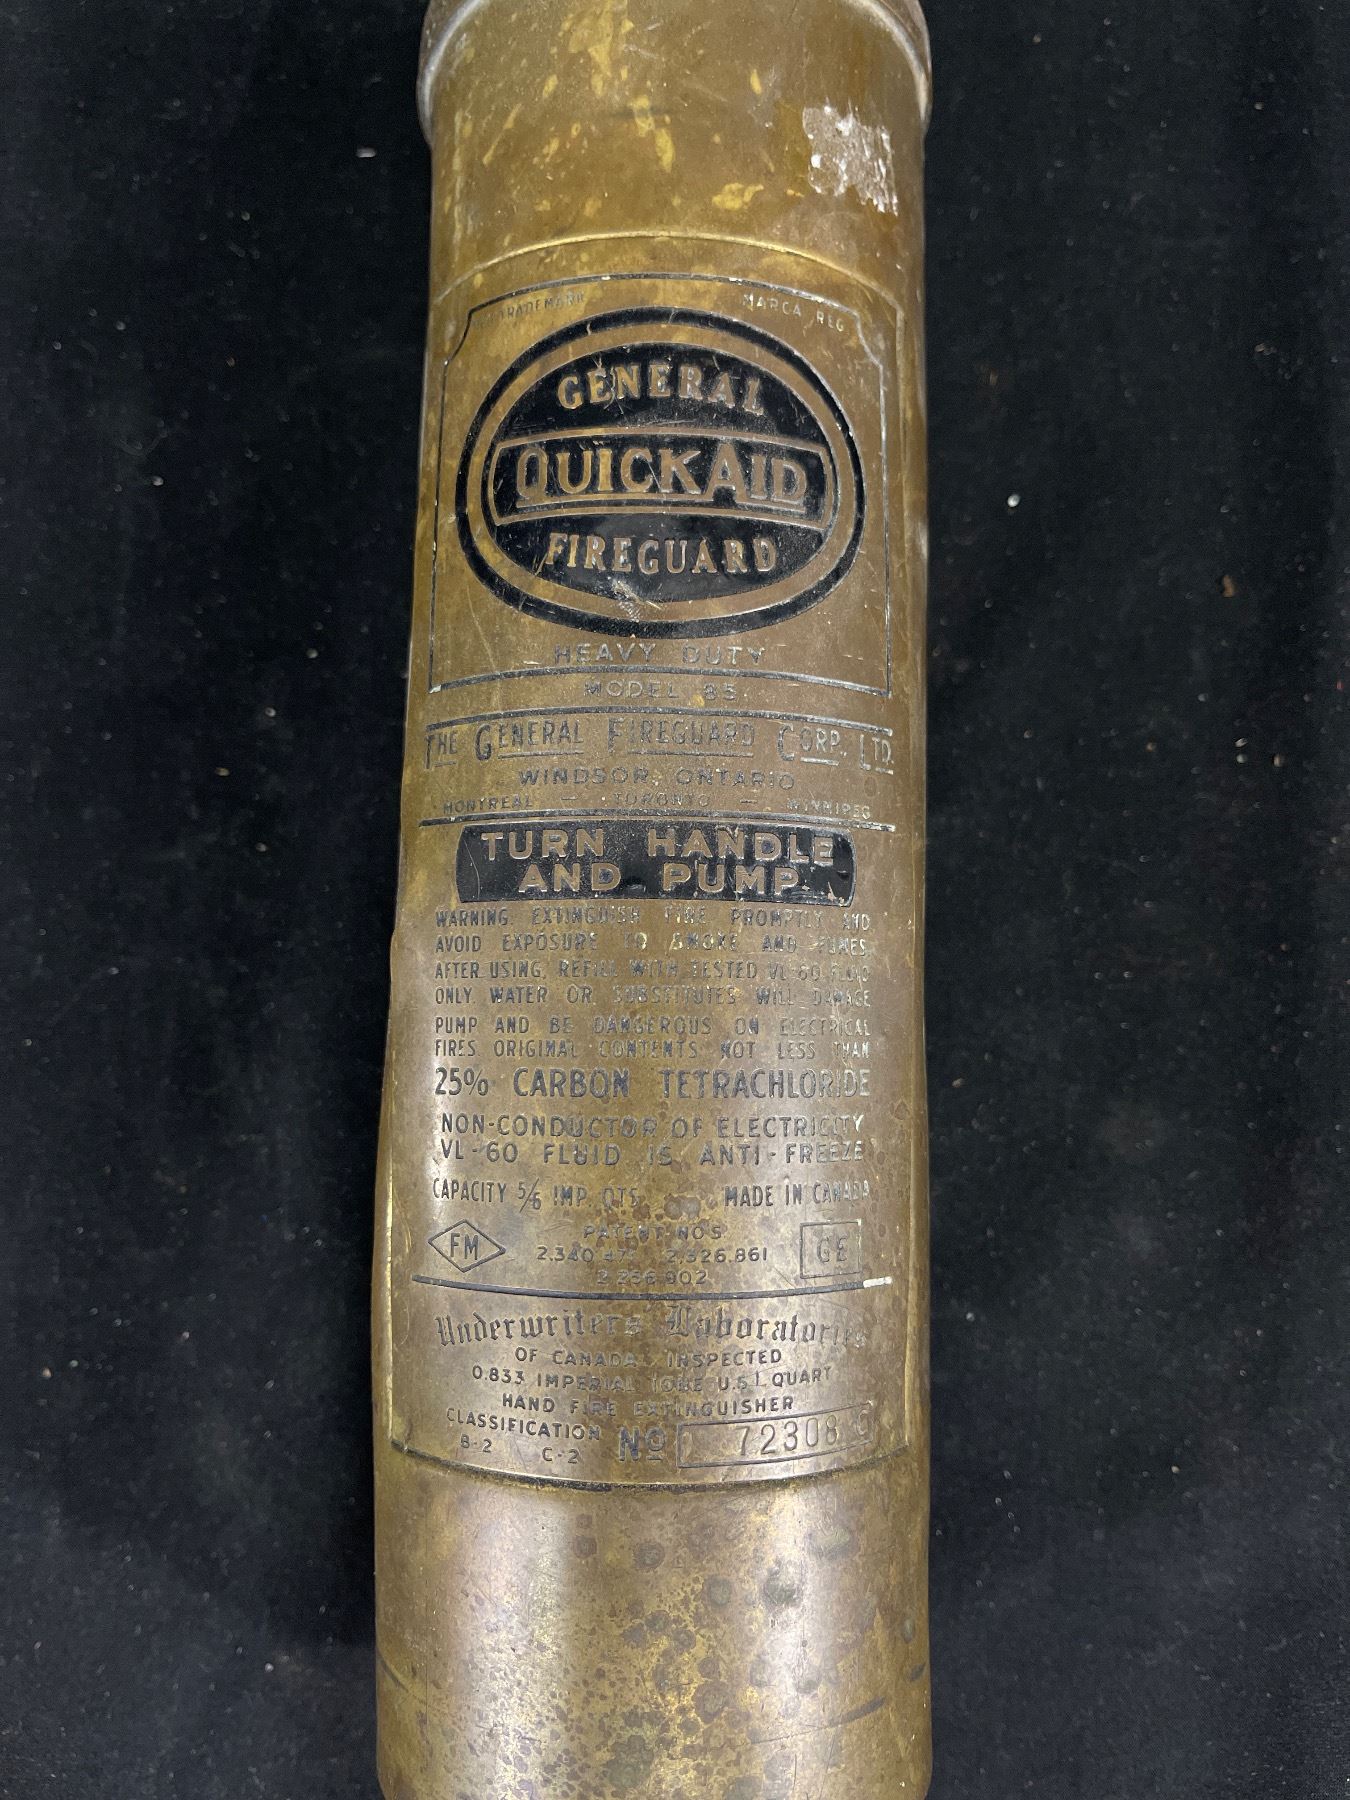 TRADEMARK MARCA REG
GENERAL
QUICKAID
FIREGUARD
HEAVY DUTY
MODEL 85
THE GENERAL FIREGUARD CORP. LTD.
WINDSOR, ONTARIO
MONTREAL — TORONTO — WINNIPEG
TURN HANDLE
AND PUMP
WARNING EXTINGUISH FIRE PROMPTLY AND
AVOID EXPOSURE TO SMOKE AND FUMES.
AFTER USING, REFILL WITH TESTED VL-60 FLUID
ONLY. WATER OR SUBSTITUTES WILL DAMAGE
PUMP AND BE DANGEROUS ON ELECTRICAL
FIRES. ORIGINAL CONTENTS NOT LESS THAN
25% CARBON TETRACHLORIDE
NON-CONDUCTOR OF ELECTRICITY
VL-60 FLUID IS ANTI-FREEZE
CAPACITY 5/6 IMP. QTS. MADE IN CANADA
PATENT NO'S
FM 2,326,861 GE
2,256,902
Underwriters Laboratories
OF CANADA INSPECTED
0.833 IMPERIAL (ONE U.S.) QUART
HAND FIRE EXTINGUISHER
CLASSIFICATION
B-2 C-2 No 72308 G